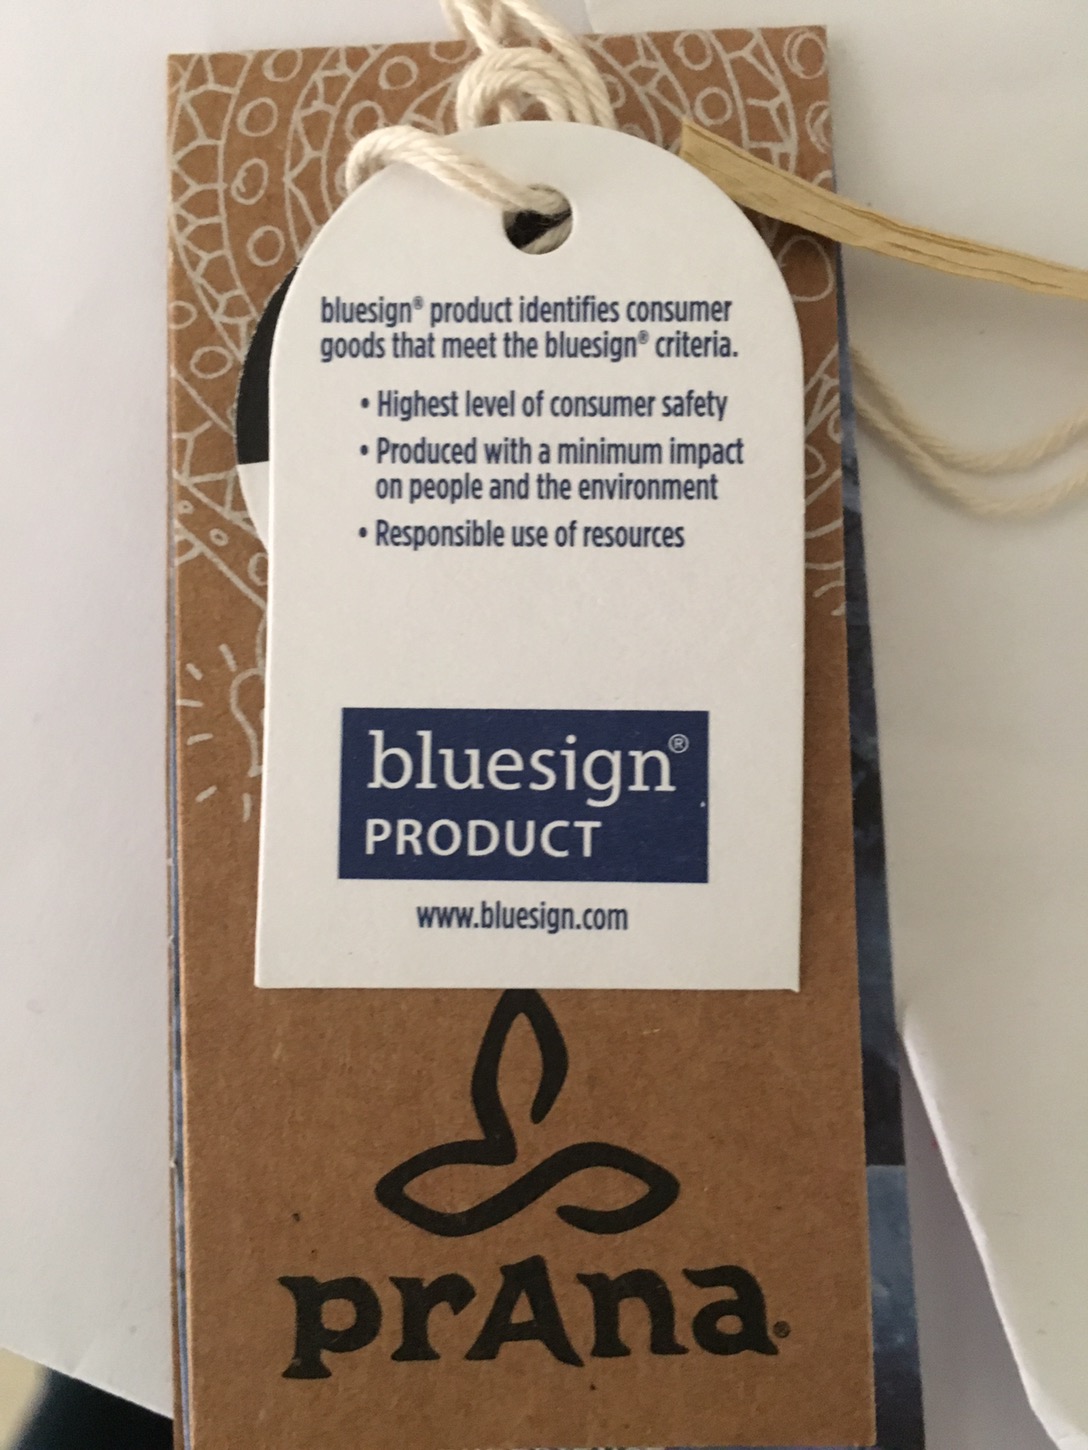 bluesign® product identifies consumer
goods that meet the bluesign® criteria.
• Highest level of consumer safety
• Produced with a minimum impact
on people and the environment
• Responsible use of resources
bluesign®
PRODUCT
www.bluesign.com
prAna